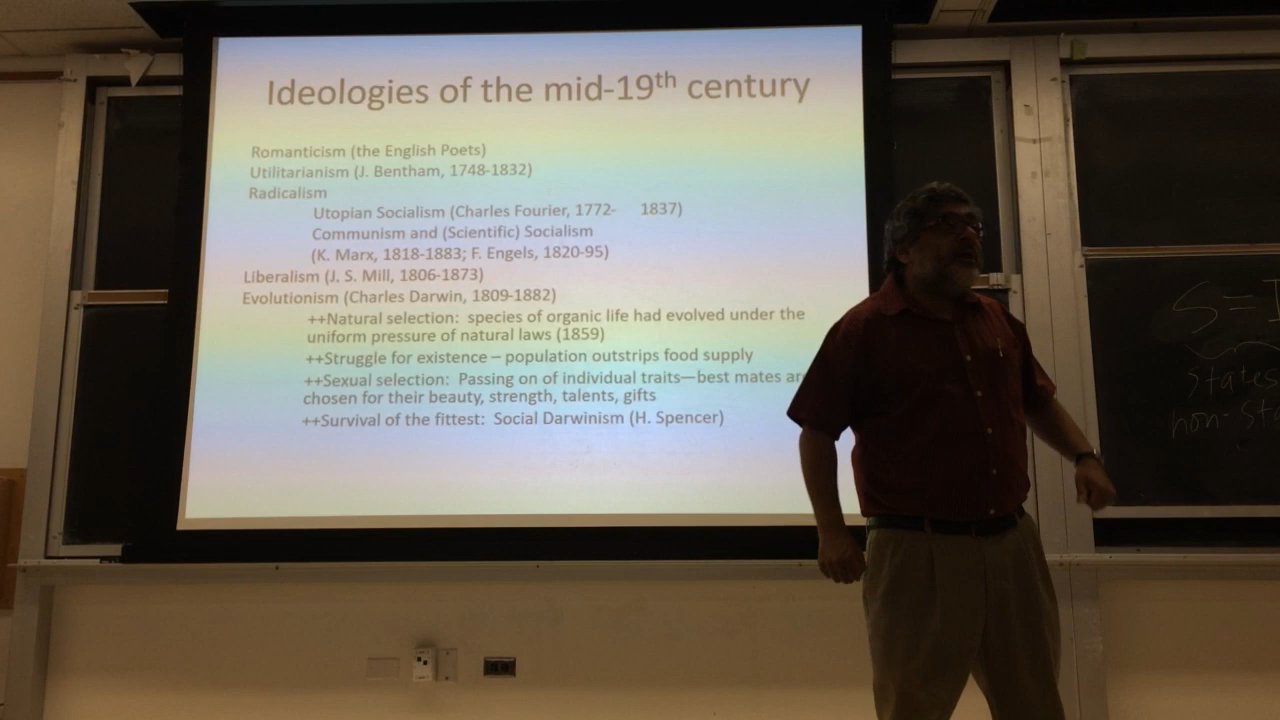 Ideologies of the mid-19th century
Romanticism (the English Poets)
Utilitarianism (J. Bentham, 1748-1832)
Radicalism
Utopian Socialism (Charles Fourier, 1772- 1837)
Communism and (Scientific) Socialism
(K. Marx, 1818-1883; F. Engels, 1820-95)
Liberalism (J. S. Mill, 1806-1873)
Evolutionism (Charles Darwin, 1809-1882)
++Natural selection: species of organic life had evolved under the
uniform pressure of natural laws (1859)
++Struggle for existence – population outstrips food supply
++Sexual selection: Passing on of individual traits—best mates
chosen for their beauty, strength, talents, gifts
++Survival of the fittest: Social Darwinism (H. Spencer)
S =
states
non-